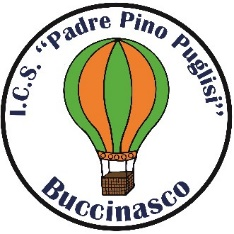 I.C.S. "Padre Pino Puglisi"
Buccinasco